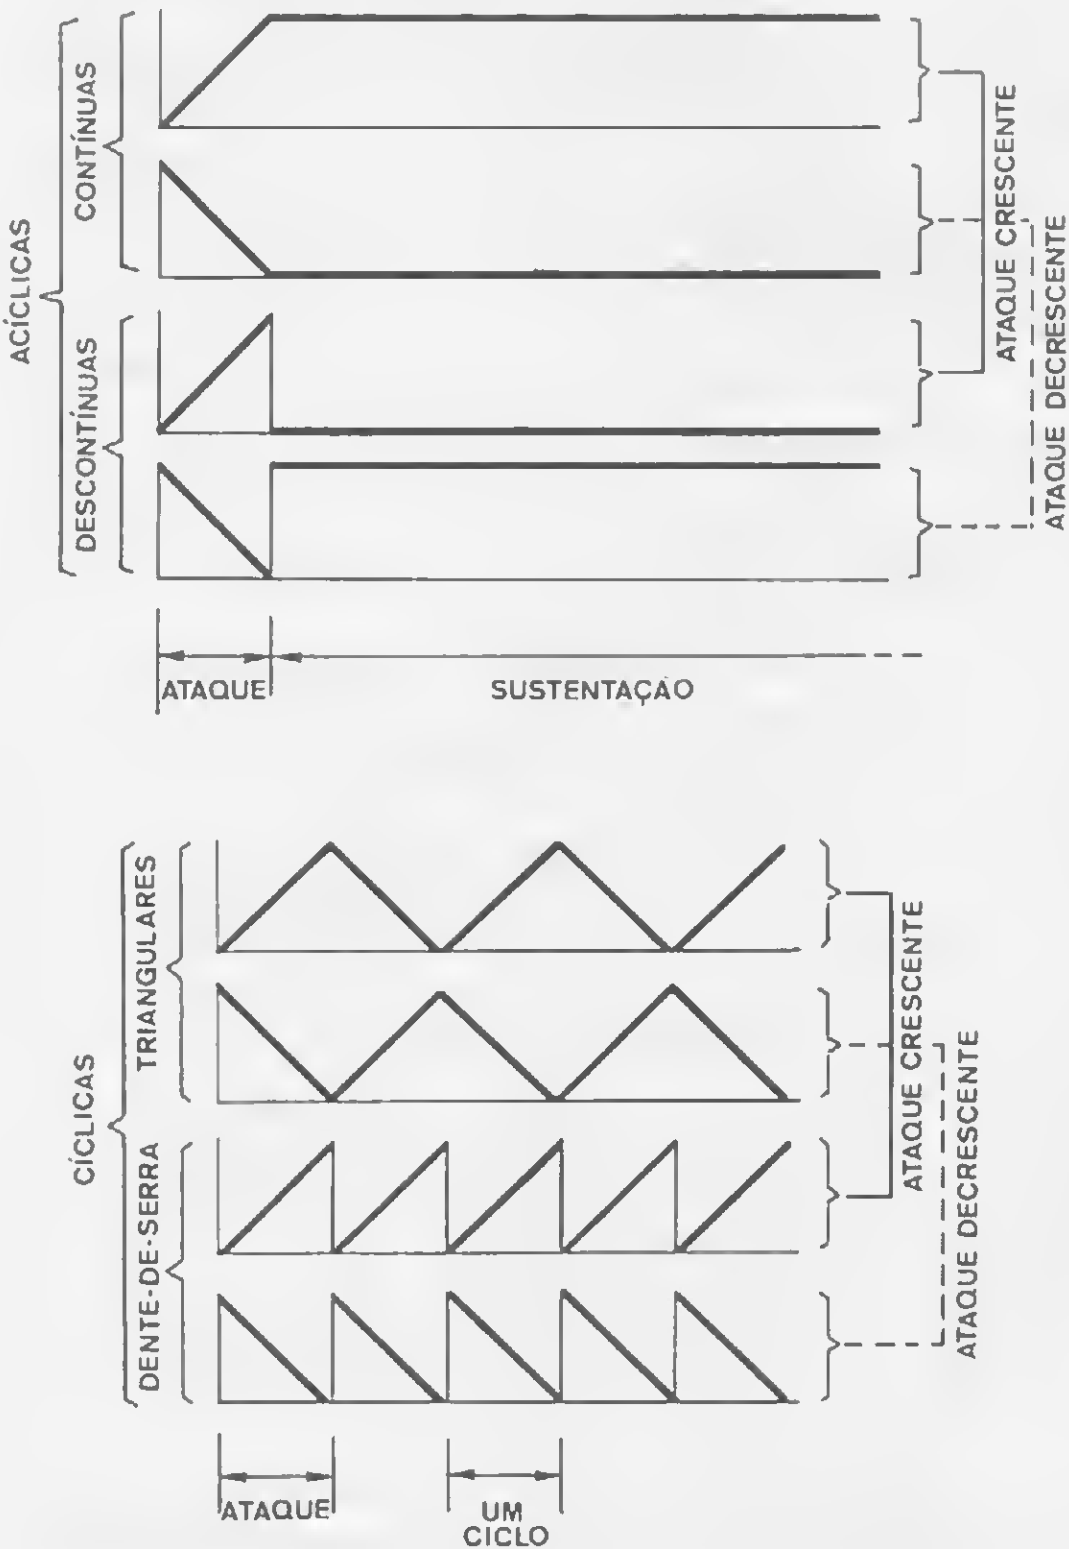 ACÍCLICAS
CONTÍNUAS
DESCONTÍNUAS
ATAQUE CRESCENTE
ATAQUE DECRESCENTE
ATAQUE
SUSTENTAÇÃO
CÍCLICAS
TRIANGULARES
DENTE-DE-SERRA
ATAQUE CRESCENTE
ATAQUE DECRESCENTE
ATAQUE
UM
CICLO